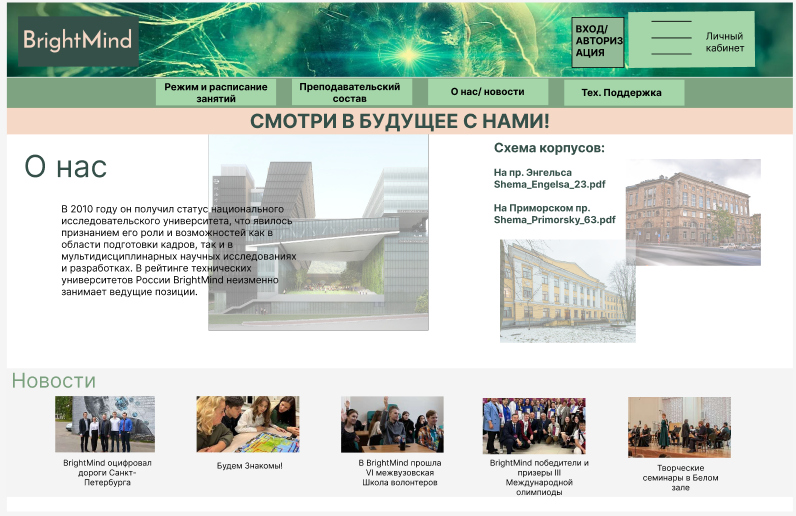 BrightMind
ВХОД/
АВТОРИЗ
АЦИЯ
Личный
кабинет
Режим и расписание
занятий
Преподавательский
состав
О нас/ новости
Тех. Поддержка
СМОТРИ В БУДУЩЕЕ С НАМИ!
О нас
В 2010 году он получил статус национального
исследовательского университета, что явилось
признанием его роли и возможностей как в
области подготовки кадров, так и в
мультидисциплинарных научных исследованиях
и разработках. В рейтинге технических
университетов России BrightMind неизменно
занимает ведущие позиции.
Схема корпусов:
На пр. Энгельса
Shema_Engelsa_23.pdf
На Приморском пр.
Shema_Primorsky_63.pdf
Новости
BrightMind оцифровал
дороги Санкт-
Петербурга
Будем Знакомы!
В BrightMind прошла
VI межвузовская
Школа волонтеров
BrightMind победители и
призеры III
Международной
олимпиоды
Творческие
семинары в Белом
зале